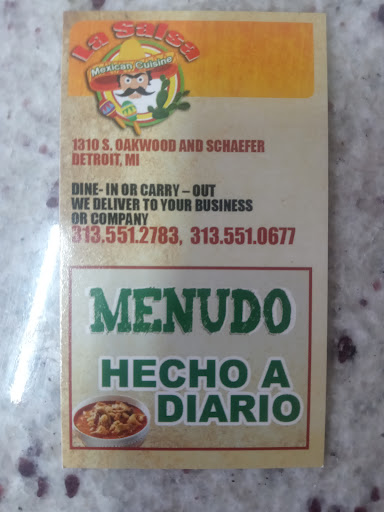 La Salsa
Mexican Cuisine
1310 S. OAKWOOD AND SCHAEFER
DETROIT, MI
DINE- IN OR CARRY – OUT
WE DELIVER TO YOUR BUSINESS
OR COMPANY
313.551.2783, 313.551.0677
MENUDO
HECHO A
DIARIO